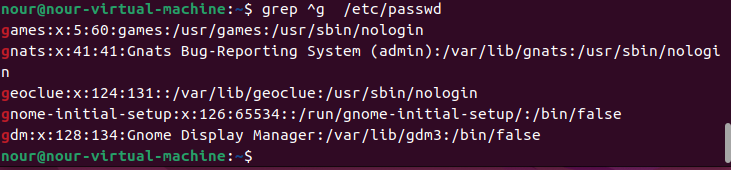 nour@nour-virtual-machine:~$ grep ^g  /etc/passwd
games:x:5:60:games:/usr/games:/usr/sbin/nologin
gnats:x:41:41:Gnats Bug-Reporting System (admin):/var/lib/gnats:/usr/sbin/nologi
n
geoclue:x:124:131::/var/lib/geoclue:/usr/sbin/nologin
gnome-initial-setup:x:126:65534::/run/gnome-initial-setup/:/bin/false
gdm:x:128:134:Gnome Display Manager:/var/lib/gdm3:/bin/false
nour@nour-virtual-machine:~$